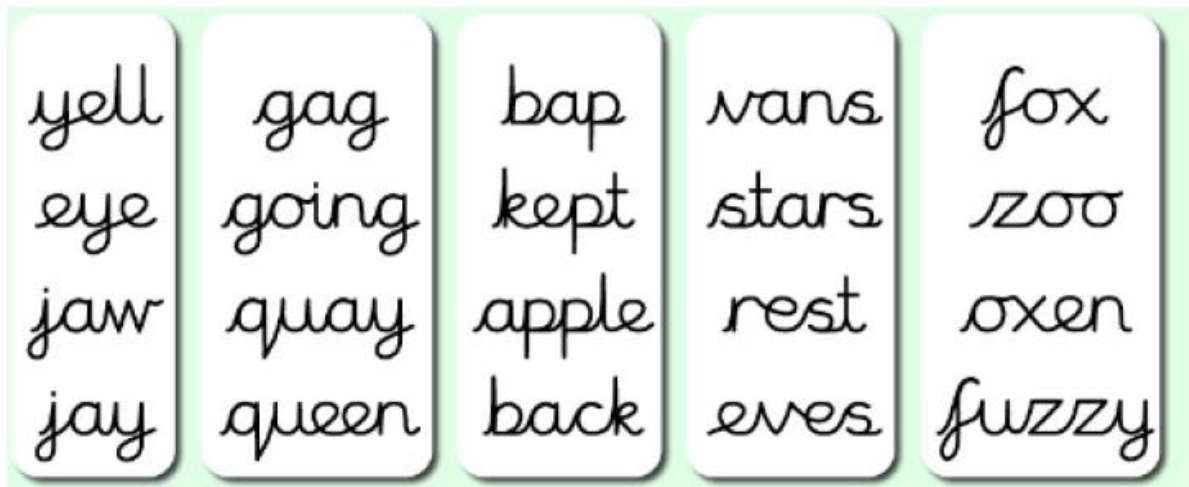 yell
eye
jaw
jay
gag
going
quay
queen
bap
kept
apple
back
vans
stars
rest
eves
fox
zoo
oxen
fuzzy